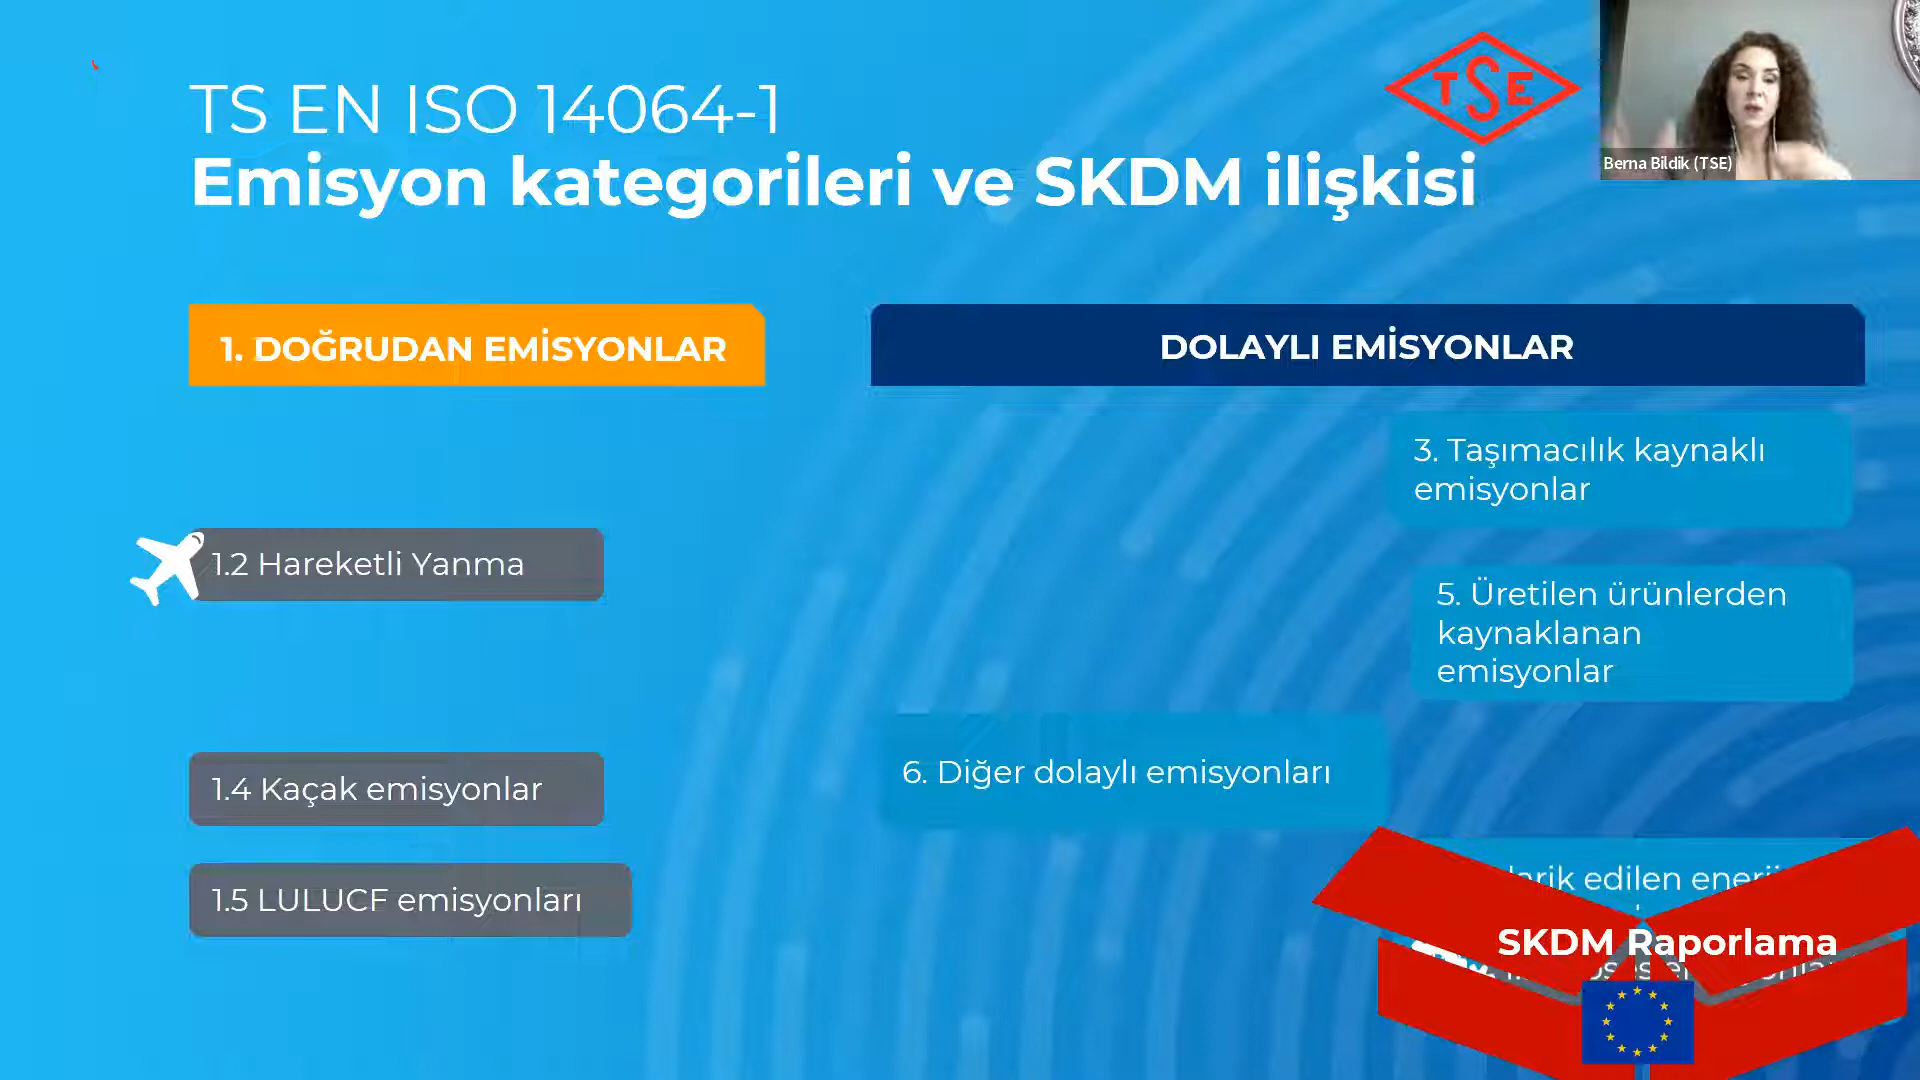 TS EN ISO 14064-1
Emisyon kategorileri ve SKDM ilişkisi
TSE
Berna Bildik (TSE)
1. DOĞRUDAN EMİSYONLAR
DOLAYLI EMİSYONLAR
3. Taşımacılık kaynaklı
emisyonlar
1.2 Hareketli Yanma
5. Üretilen ürünlerden
kaynaklanan
emisyonlar
1.4 Kaçak emisyonlar
6. Diğer dolaylı emisyonları
1.5 LULUCF emisyonları
edilen
SKDM Raporlama